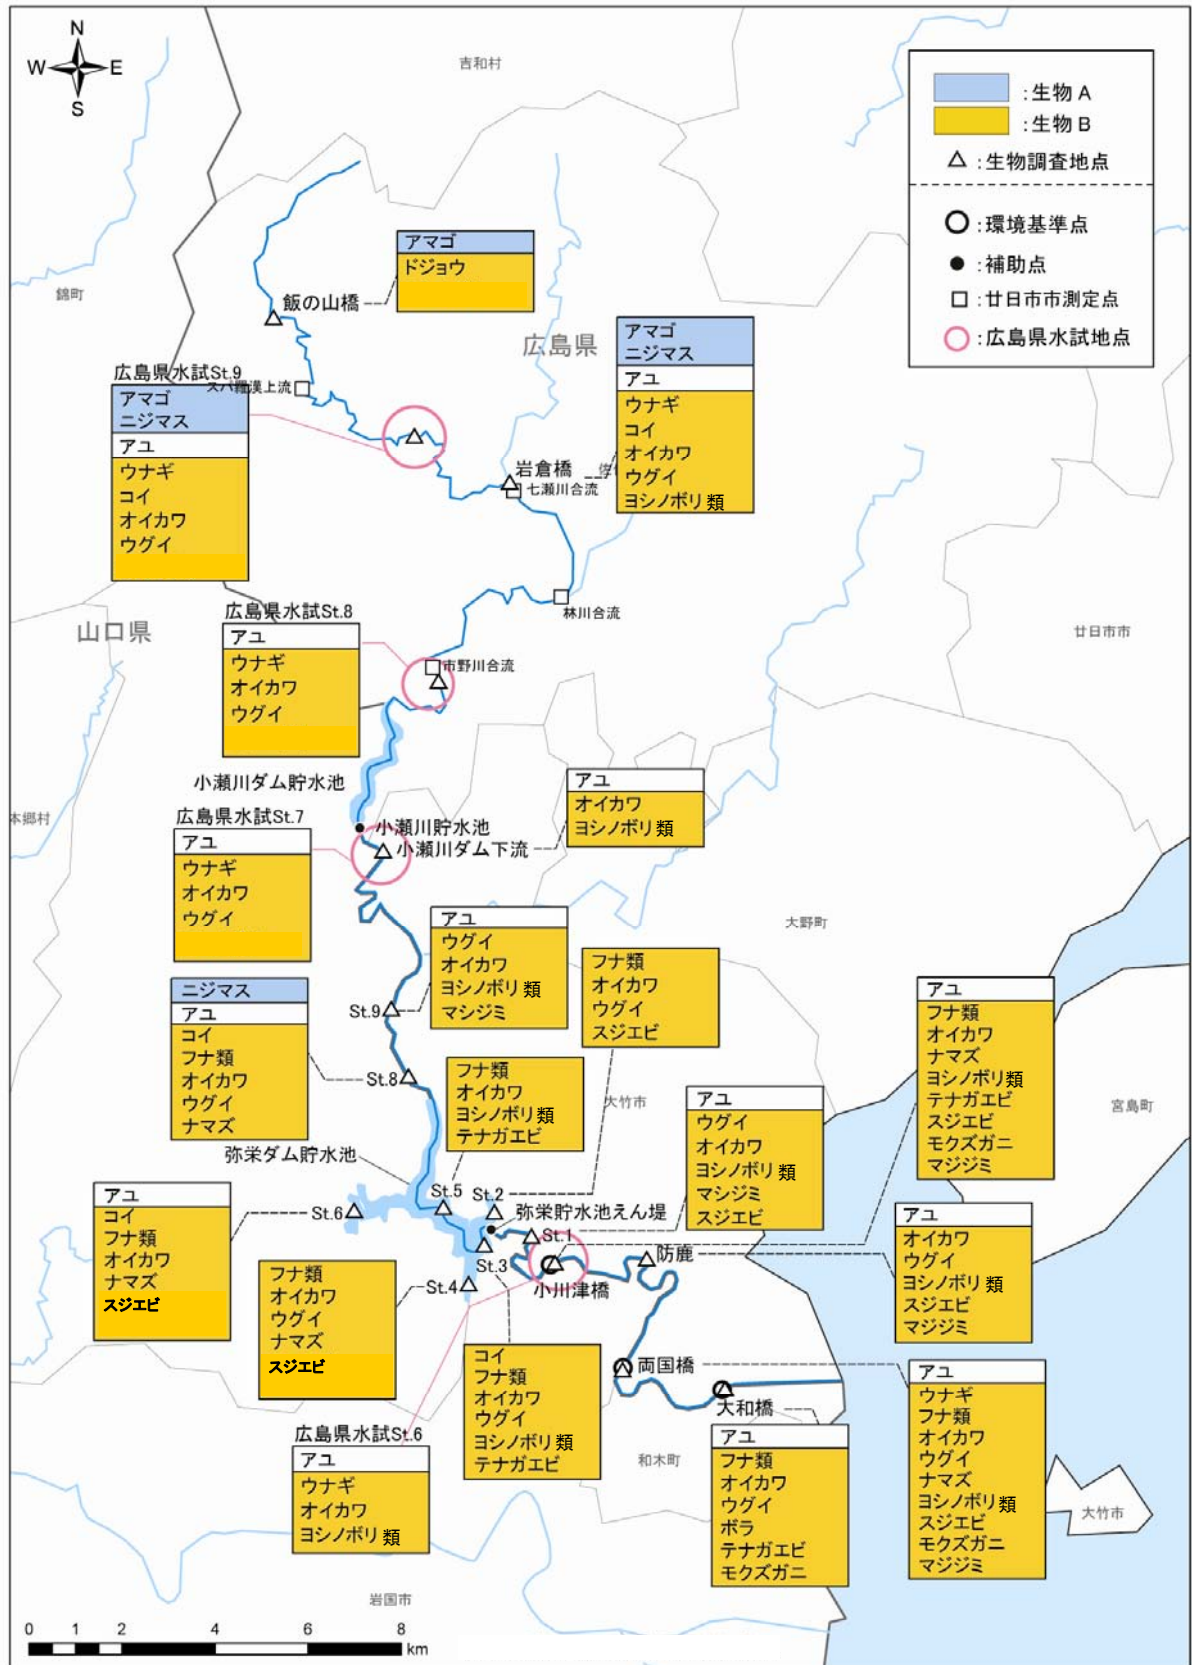 N
W
E
S
吉和村
:生物A
:生物B
:生物調査地点
:環境基準点
:補助点
:廿日市市測定点
:広島県水試地点
錦町
飯の山橋
アマゴ
ドジョウ
広島県
広島県水試St.9
スパ羅漢上流
アマゴ
ニジマス
アユ
ウナギ
コイ
オイカワ
ウグイ
アマゴ
ニジマス
アユ
ウナギ
コイ
オイカワ
ウグイ
ヨシノボリ類
岩倉橋
七瀬川合流
林川合流
山口県
広島県水試St.8
アユ
ウナギ
オイカワ
ウグイ
市野川合流
廿日市市
小瀬川ダム貯水池
本郷村
広島県水試St.7
アユ
ウナギ
オイカワ
ウグイ
小瀬川貯水池
小瀬川ダム下流
アユ
オイカワ
ヨシノボリ類
大野町
アユ
ウグイ
オイカワ
ヨシノボリ類
マシジミ
St.9
フナ類
オイカワ
ウグイ
スジエビ
ニジマス
アユ
コイ
フナ類
オイカワ
ウグイ
ナマズ
St.8
フナ類
オイカワ
ヨシノボリ類
テナガエビ
大竹市
アユ
ウグイ
オイカワ
ヨシノボリ類
マシジミ
スジエビ
アユ
フナ類
オイカワ
ナマズ
ヨシノボリ類
テナガエビ
スジエビ
モクズガニ
マジジミ
宮島町
弥栄ダム貯水池
アユ
コイ
フナ類
オイカワ
ナマズ
スジエビ
St.6
St.5
St.2
弥栄貯水池えん堤
St.1
St.3
St.4
小川津橋
防鹿
アユ
オイカワ
ウグイ
ヨシノボリ類
スジエビ
マジジミ
フナ類
オイカワ
ウグイ
ナマズ
スジエビ
コイ
フナ類
オイカワ
ウグイ
ヨシノボリ類
テナガエビ
両国橋
大和橋
アユ
ウナギ
フナ類
オイカワ
ウグイ
ナマズ
ヨシノボリ類
スジエビ
モクズガニ
マジジミ
広島県水試St.6
アユ
ウナギ
オイカワ
ヨシノボリ類
和木町
アユ
フナ類
オイカワ
ウグイ
ボラ
テナガエビ
モクズガニ
大竹市
岩国市
0 1 2 4 6 8
km